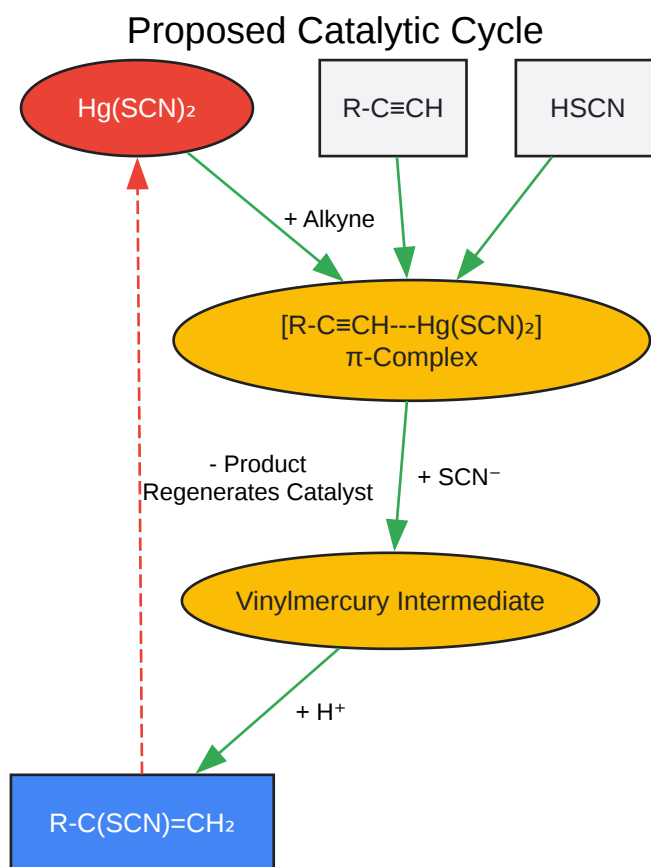 Proposed Catalytic Cycle
Hg(SCN)₂
R-C≡CH
HSCN
+ Alkyne
[R-C≡CH---Hg(SCN)₂]
π-Complex
- Product
Regenerates Catalyst
+ SCN⁻
Vinylmercury Intermediate
+ H⁺
R-C(SCN)=CH₂